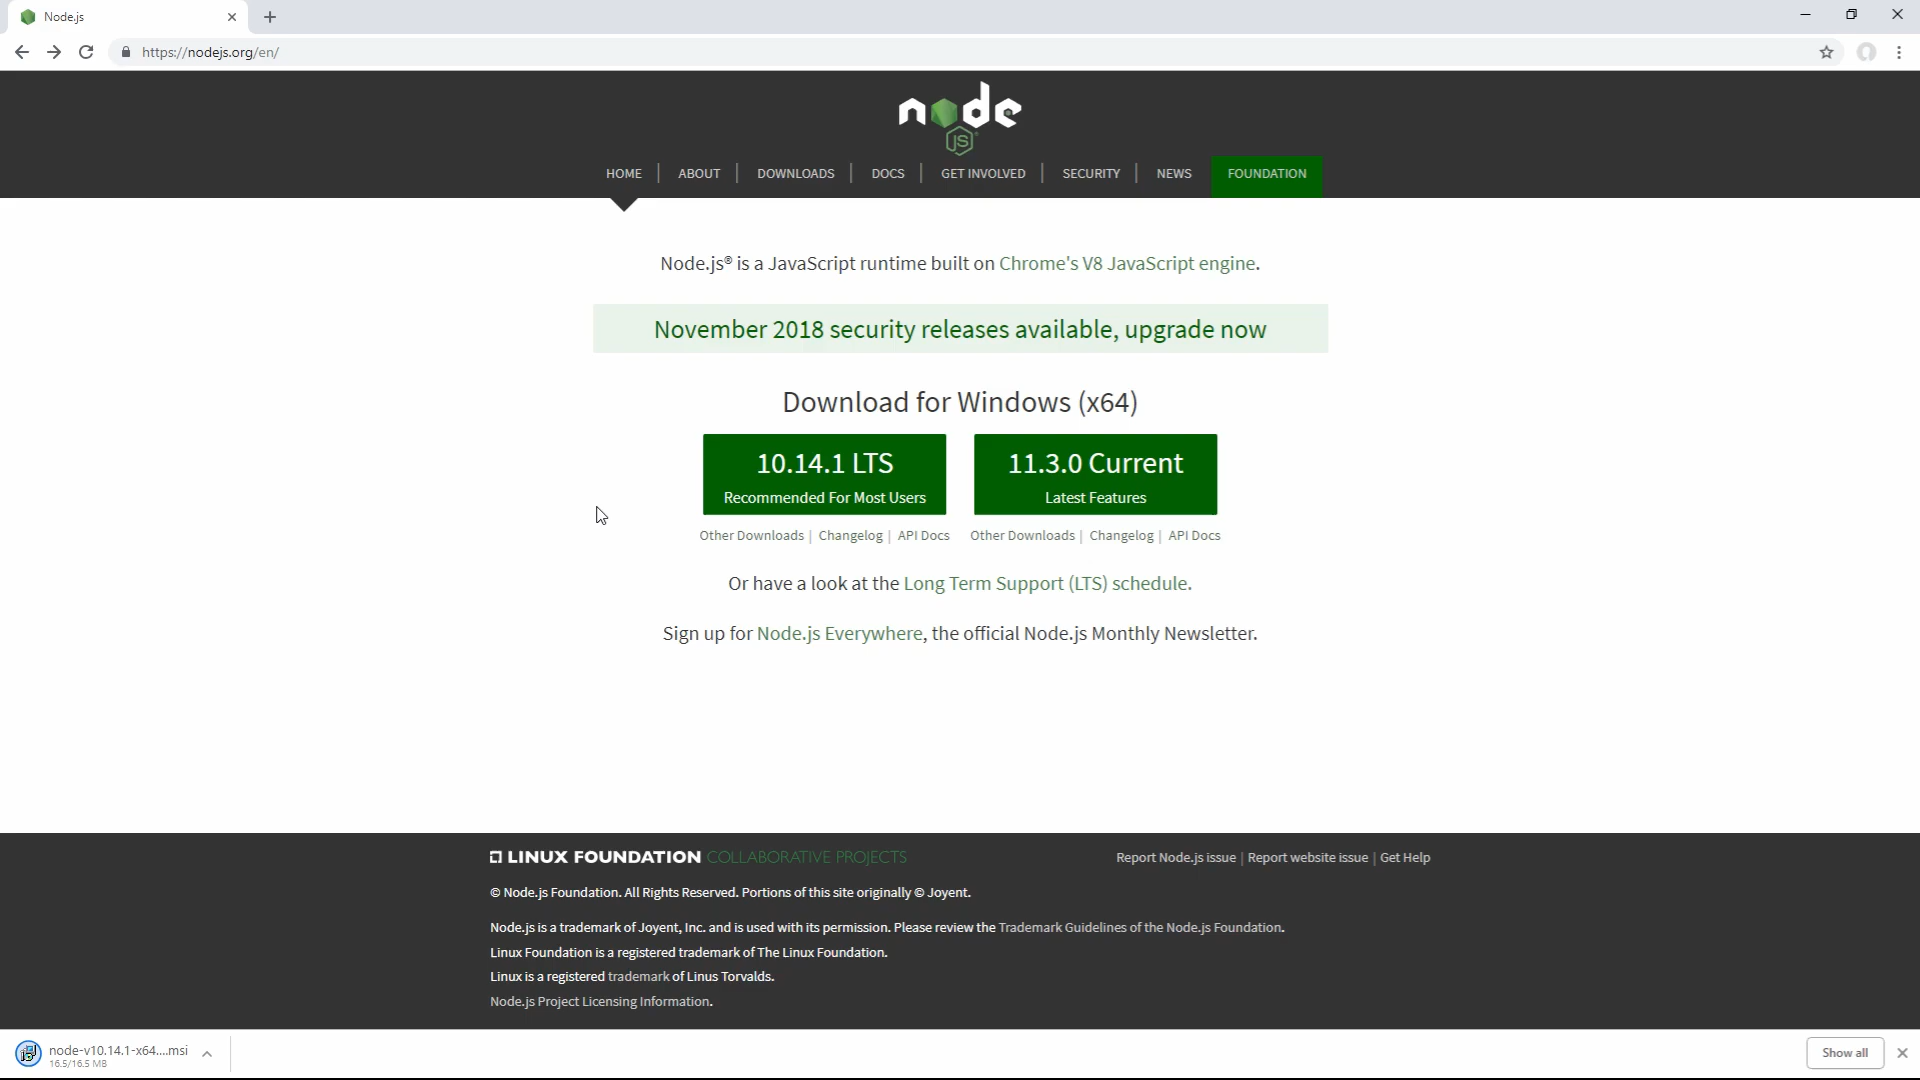 Node.js
https://nodejs.org/en/
node
JS
HOME | ABOUT | DOWNLOADS | DOCS | GET INVOLVED | SECURITY | NEWS FOUNDATION
Node.js® is a JavaScript runtime built on Chrome's V8 JavaScript engine.
November 2018 security releases available, upgrade now
Download for Windows (x64)
10.14.1 LTS
Recommended For Most Users
11.3.0 Current
Latest Features
Other Downloads | Changelog | API Docs
Other Downloads | Changelog | API Docs
Or have a look at the Long Term Support (LTS) schedule.
Sign up for Node.js Everywhere, the official Node.js Monthly Newsletter.
LINUX FOUNDATION COLLABORATIVE PROJECTS
Report Node.js issue | Report website issue | Get Help
© Node.js Foundation. All Rights Reserved. Portions of this site originally © Joyent.
Node.js is a trademark of Joyent, Inc. and is used with its permission. Please review the Trademark Guidelines of the Node.js Foundation.
Linux Foundation is a registered trademark of The Linux Foundation.
Linux is a registered trademark of Linus Torvalds.
Node.js Project Licensing Information.
node-v10.14.1-x64....msi
16.5/16.5 MB
Show all